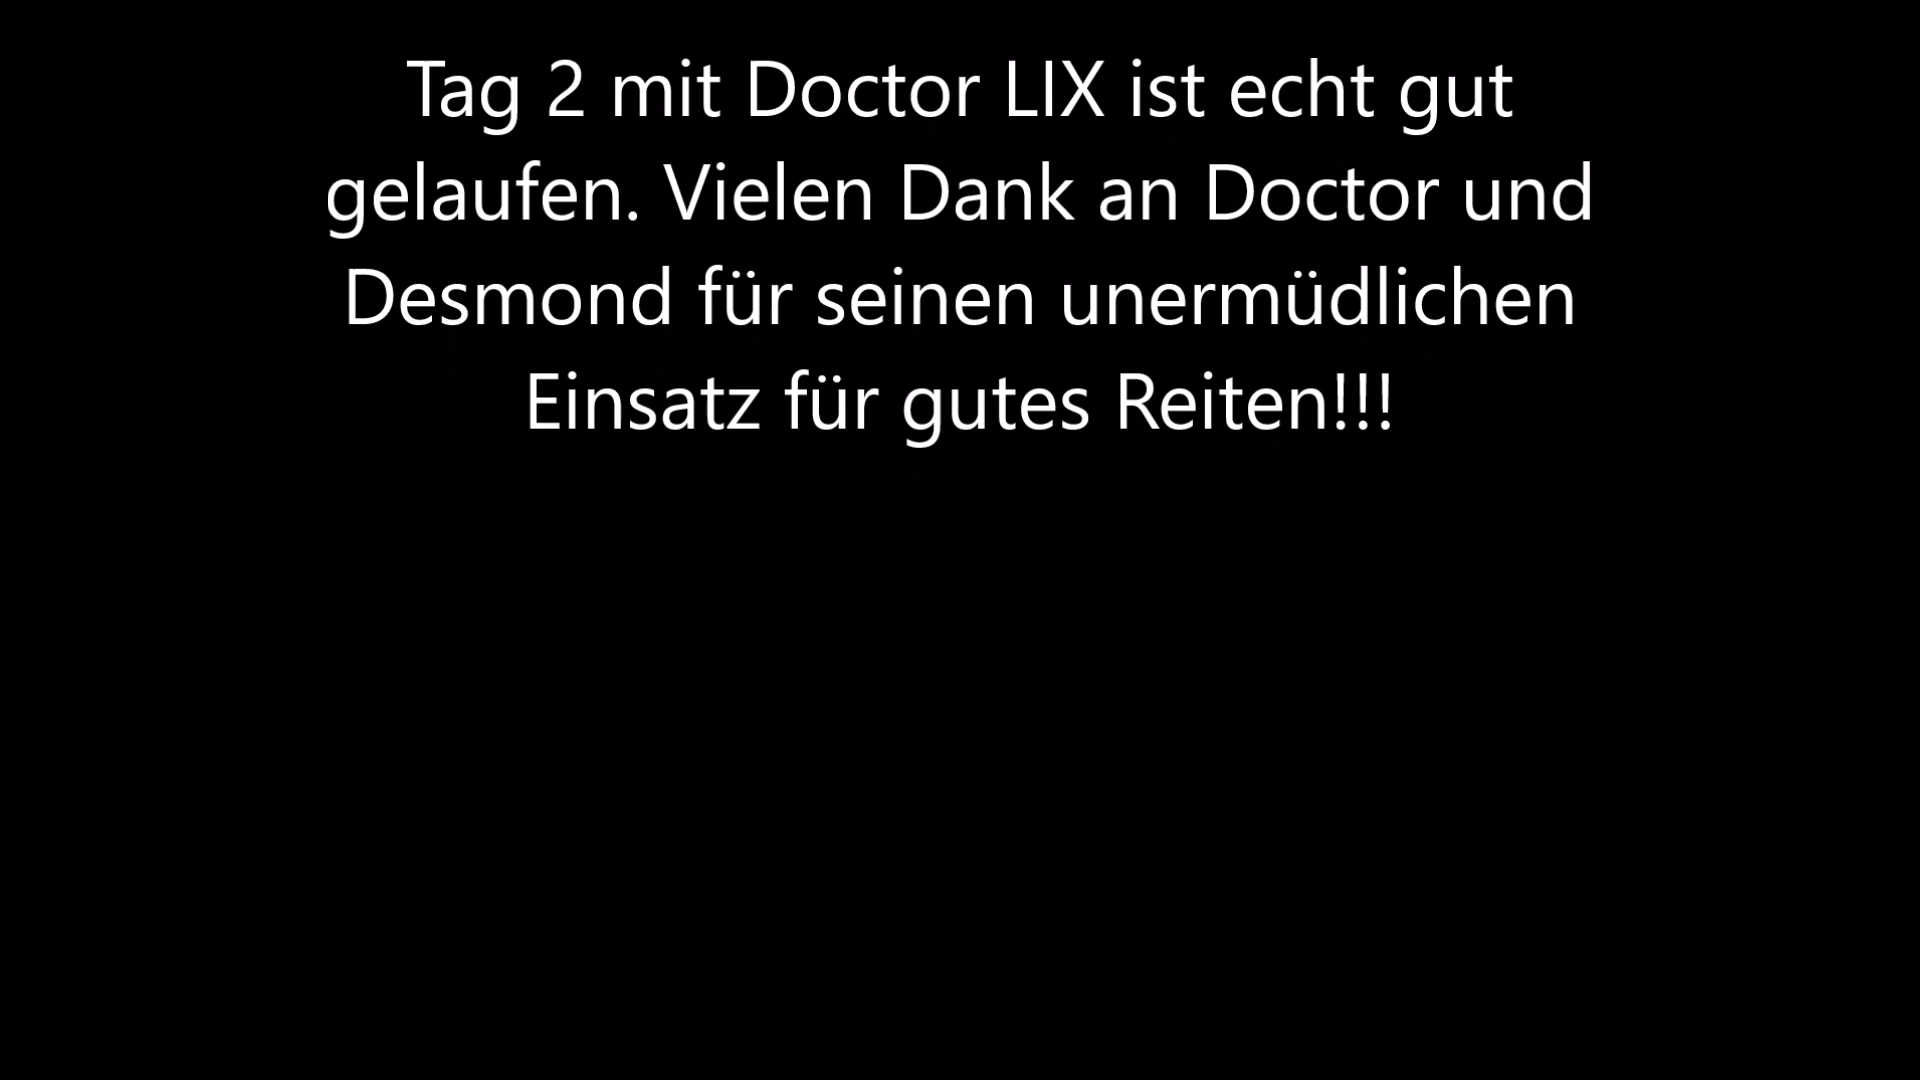 Tag 2 mit Doctor LIX ist echt gut
gelaufen. Vielen Dank an Doctor und
Desmond für seinen unermüdlichen
Einsatz für gutes Reiten!!!